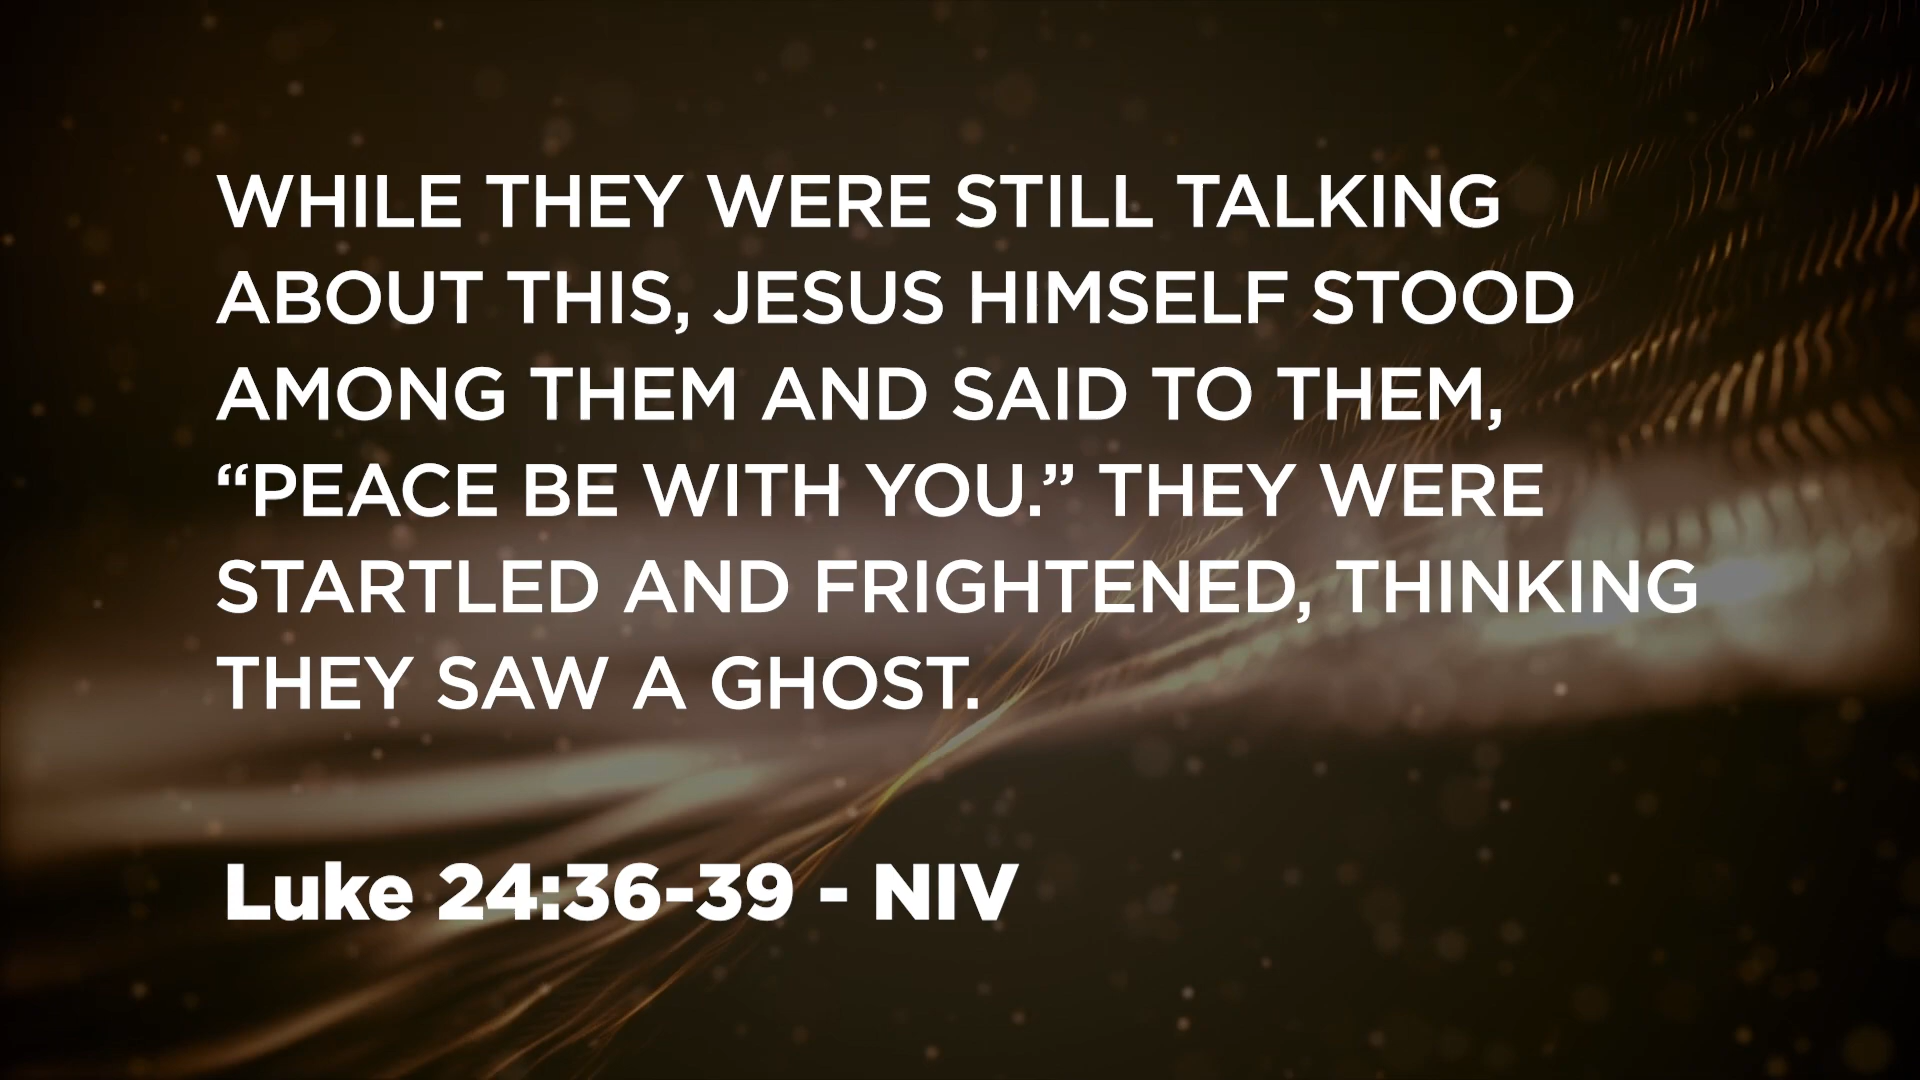 WHILE THEY WERE STILL TALKING
ABOUT THIS, JESUS HIMSELF STOOD
AMONG THEM AND SAID TO THEM,
“PEACE BE WITH YOU.” THEY WERE
STARTLED AND FRIGHTENED, THINKING
THEY SAW A GHOST.
Luke 24:36-39 - NIV